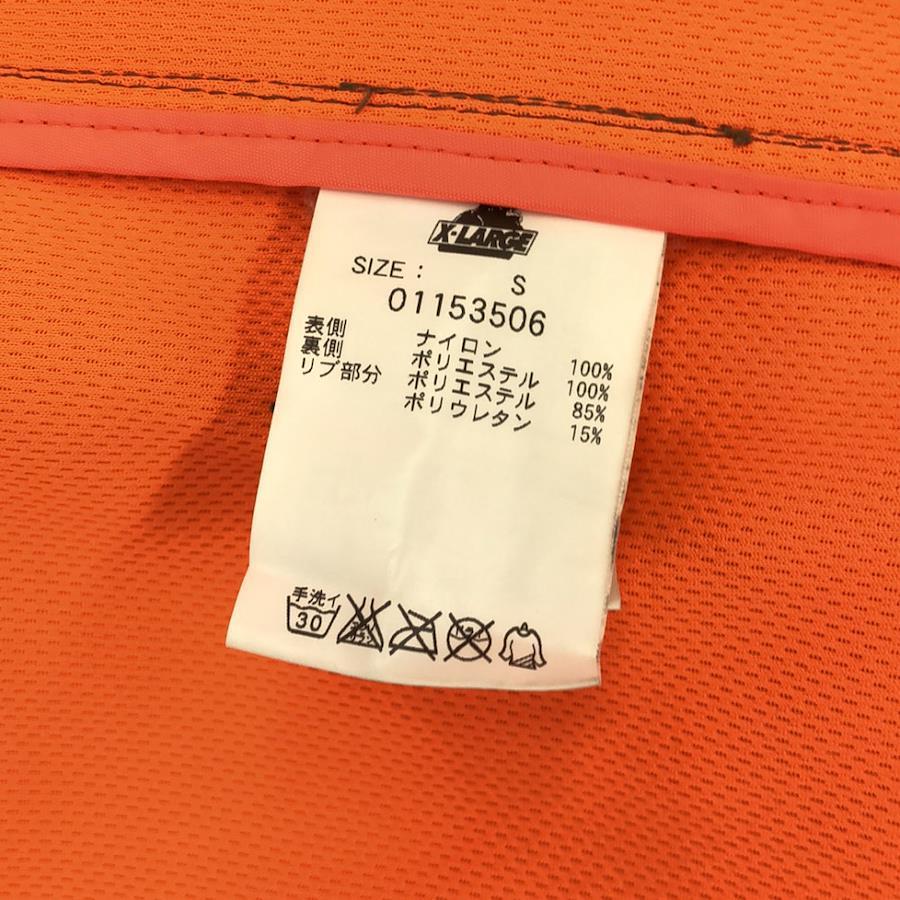 X-LARGE
SIZE : S
01153506
表側 ナイロン 100%
裏側 ポリエステル 100%
リブ部分 ポリエステル 85%
ポリウレタン 15%
手洗イ
30